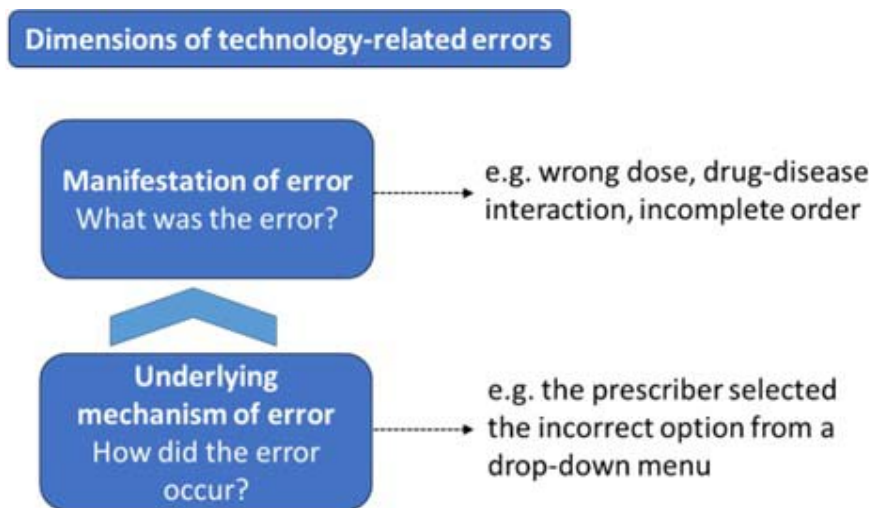 Dimensions of technology-related errors
Manifestation of error
What was the error?
e.g. wrong dose, drug-disease
interaction, incomplete order
Underlying
mechanism of error
How did the error
occur?
e.g. the prescriber selected
the incorrect option from a
drop-down menu